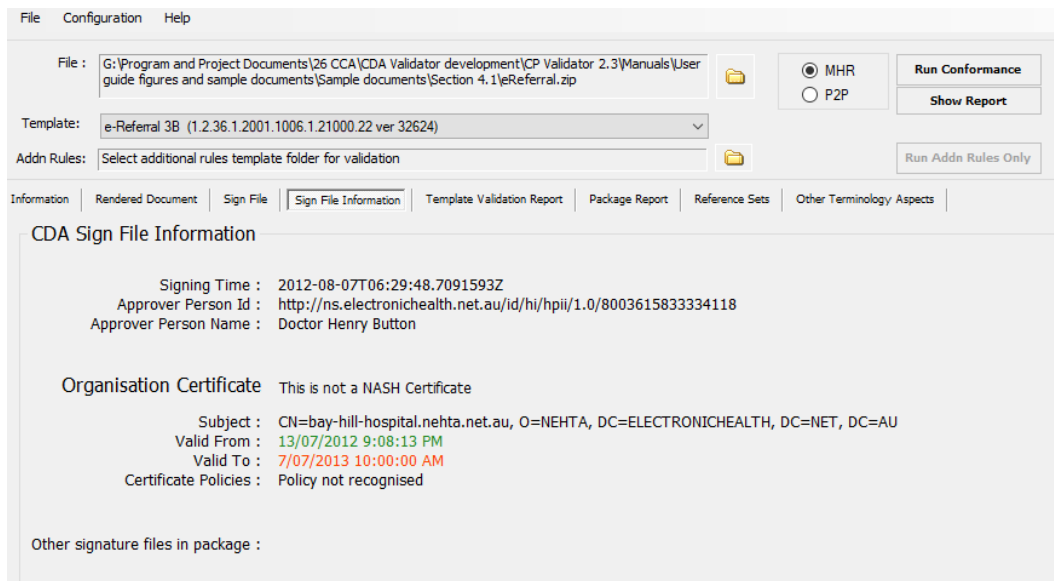 File Configuration Help
File : G:\Program and Project Documents\26 CCA\CDA Validator development\CP Validator 2.3\Manuals\User
guide figures and sample documents\Sample documents\Section 4.1\eReferral.zip
MHR
P2P
Run Conformance
Show Report
Template: e-Referral 3B (1.2.36.1.2001.1006.1.21000.22 ver 32624)
Addn Rules: Select additional rules template folder for validation
Run Addn Rules Only
Information Rendered Document Sign File Sign File Information Template Validation Report Package Report Reference Sets Other Terminology Aspects
CDA Sign File Information
Signing Time : 2012-08-07T06:29:48.7091593Z
Approver Person Id : http://ns.electronichealth.net.au/id/hi/hpii/1.0/8003615833334118
Approver Person Name : Doctor Henry Button
Organisation Certificate This is not a NASH Certificate
Subject : CN=bay-hill-hospital.nehta.net.au, O=NEHTA, DC=ELECTRONICHEALTH, DC=NET, DC=AU
Valid From : 13/07/2012 9:08:13 PM
Valid To : 7/07/2013 10:00:00 AM
Certificate Policies : Policy not recognised
Other signature files in package :